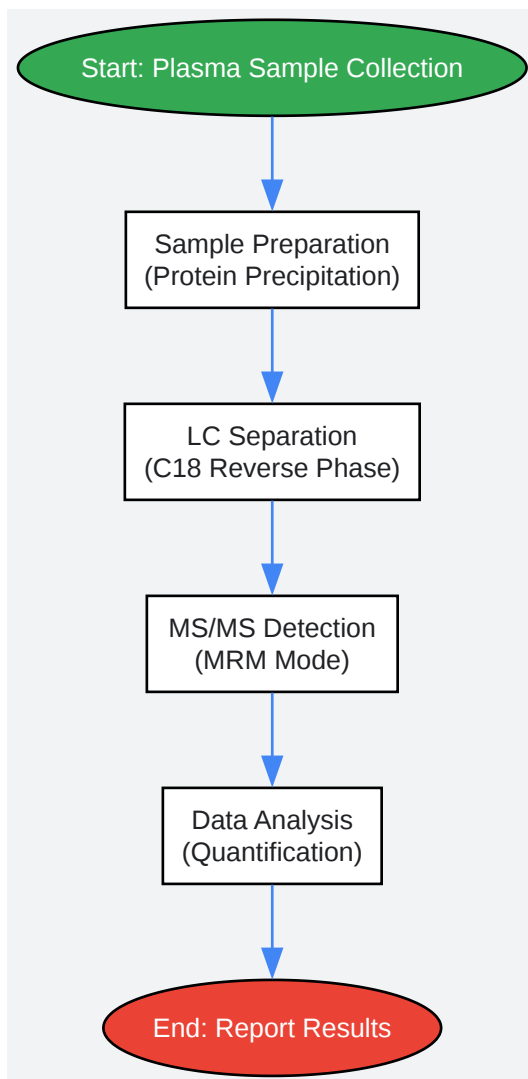 Start: Plasma Sample Collection
Sample Preparation
(Protein Precipitation)
LC Separation
(C18 Reverse Phase)
MS/MS Detection
(MRM Mode)
Data Analysis
(Quantification)
End: Report Results